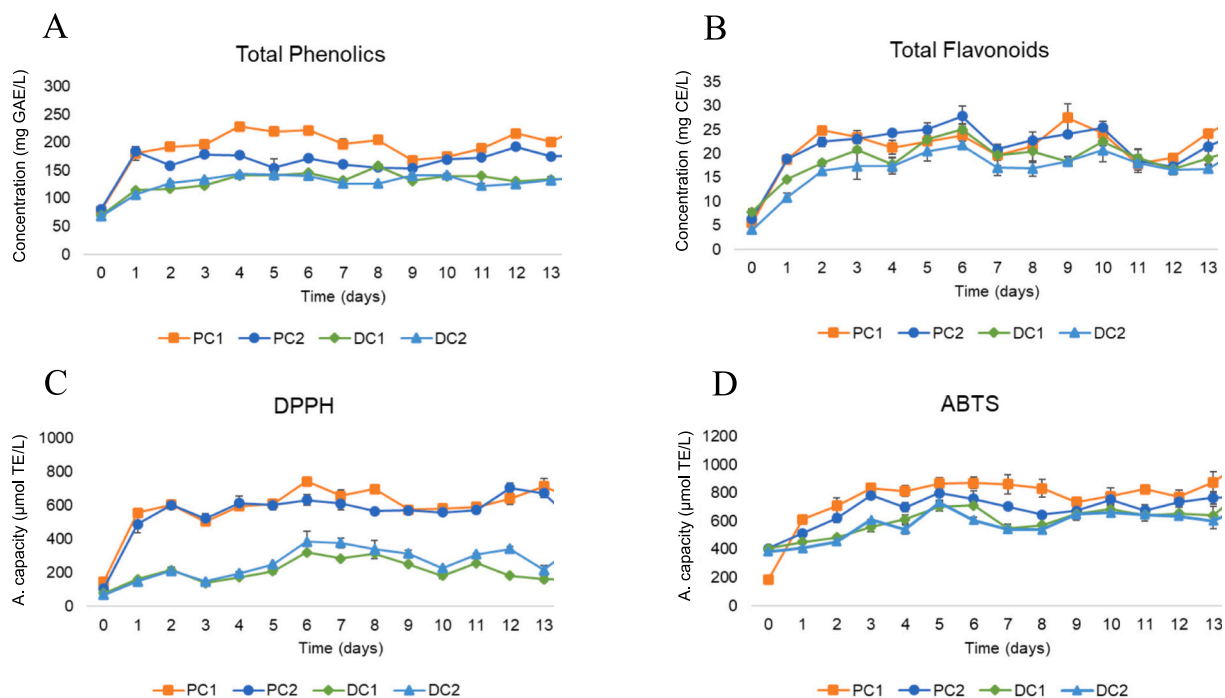 A
Total Phenolics
Concentration (mg GAE/L)
300
250
200
150
100
50
0
0 1 2 3 4 5 6 7 8 9 10 11 12 13
Time (days)
PC1 PC2 DC1 DC2
B
Total Flavonoids
Concentration (mg CE/L)
35
30
25
20
15
10
5
0
0 1 2 3 4 5 6 7 8 9 10 11 12 13
Time (days)
PC1 PC2 DC1 DC2
C
DPPH
A. capacity (µmol TE/L)
1000
800
600
400
200
0
0 1 2 3 4 5 6 7 8 9 10 11 12 13
Time (days)
PC1 PC2 DC1 DC2
D
ABTS
A. capacity (µmol TE/L)
1200
1000
800
600
400
200
0
0 1 2 3 4 5 6 7 8 9 10 11 12 13
Time (days)
PC1 PC2 DC1 DC2